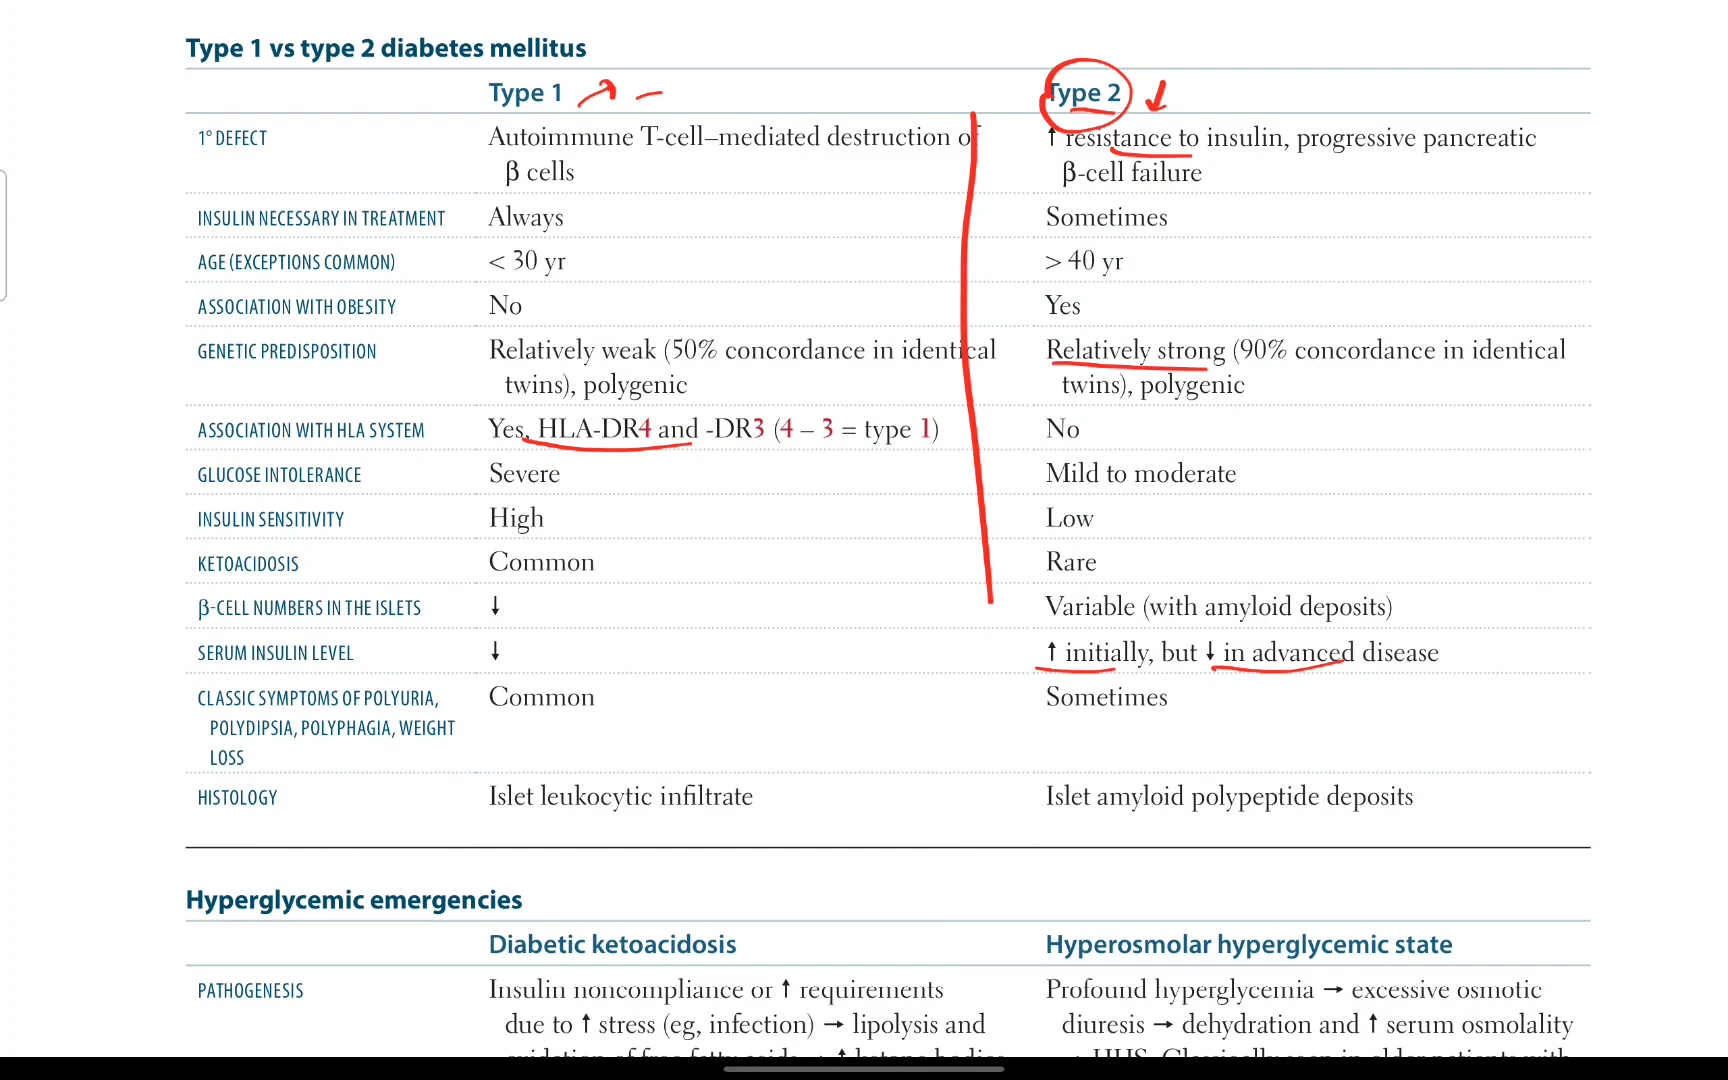 Type 1 vs type 2 diabetes mellitus
Type 1 Type 2
1° DEFECT Autoimmune T-cell–mediated destruction of ↑ resistance to insulin, progressive pancreatic
β cells β-cell failure
INSULIN NECESSARY IN TREATMENT Always Sometimes
AGE (EXCEPTIONS COMMON) < 30 yr > 40 yr
ASSOCIATION WITH OBESITY No Yes
GENETIC PREDISPOSITION Relatively weak (50% concordance in identical Relatively strong (90% concordance in identical
twins), polygenic twins), polygenic
ASSOCIATION WITH HLA SYSTEM Yes, HLA-DR4 and -DR3 (4 – 3 = type 1) No
GLUCOSE INTOLERANCE Severe Mild to moderate
INSULIN SENSITIVITY High Low
KETOACIDOSIS Common Rare
β-CELL NUMBERS IN THE ISLETS ↓ Variable (with amyloid deposits)
SERUM INSULIN LEVEL ↓ ↑ initially, but ↓ in advanced disease
CLASSIC SYMPTOMS OF POLYURIA, Common Sometimes
POLYDIPSIA, POLYPHAGIA, WEIGHT
LOSS
HISTOLOGY Islet leukocytic infiltrate Islet amyloid polypeptide deposits
Hyperglycemic emergencies
Diabetic ketoacidosis Hyperosmolar hyperglycemic state
PATHOGENESIS Insulin noncompliance or ↑ requirements Profound hyperglycemia → excessive osmotic
due to ↑ stress (eg, infection) → lipolysis and diuresis → dehydration and ↑ serum osmolality